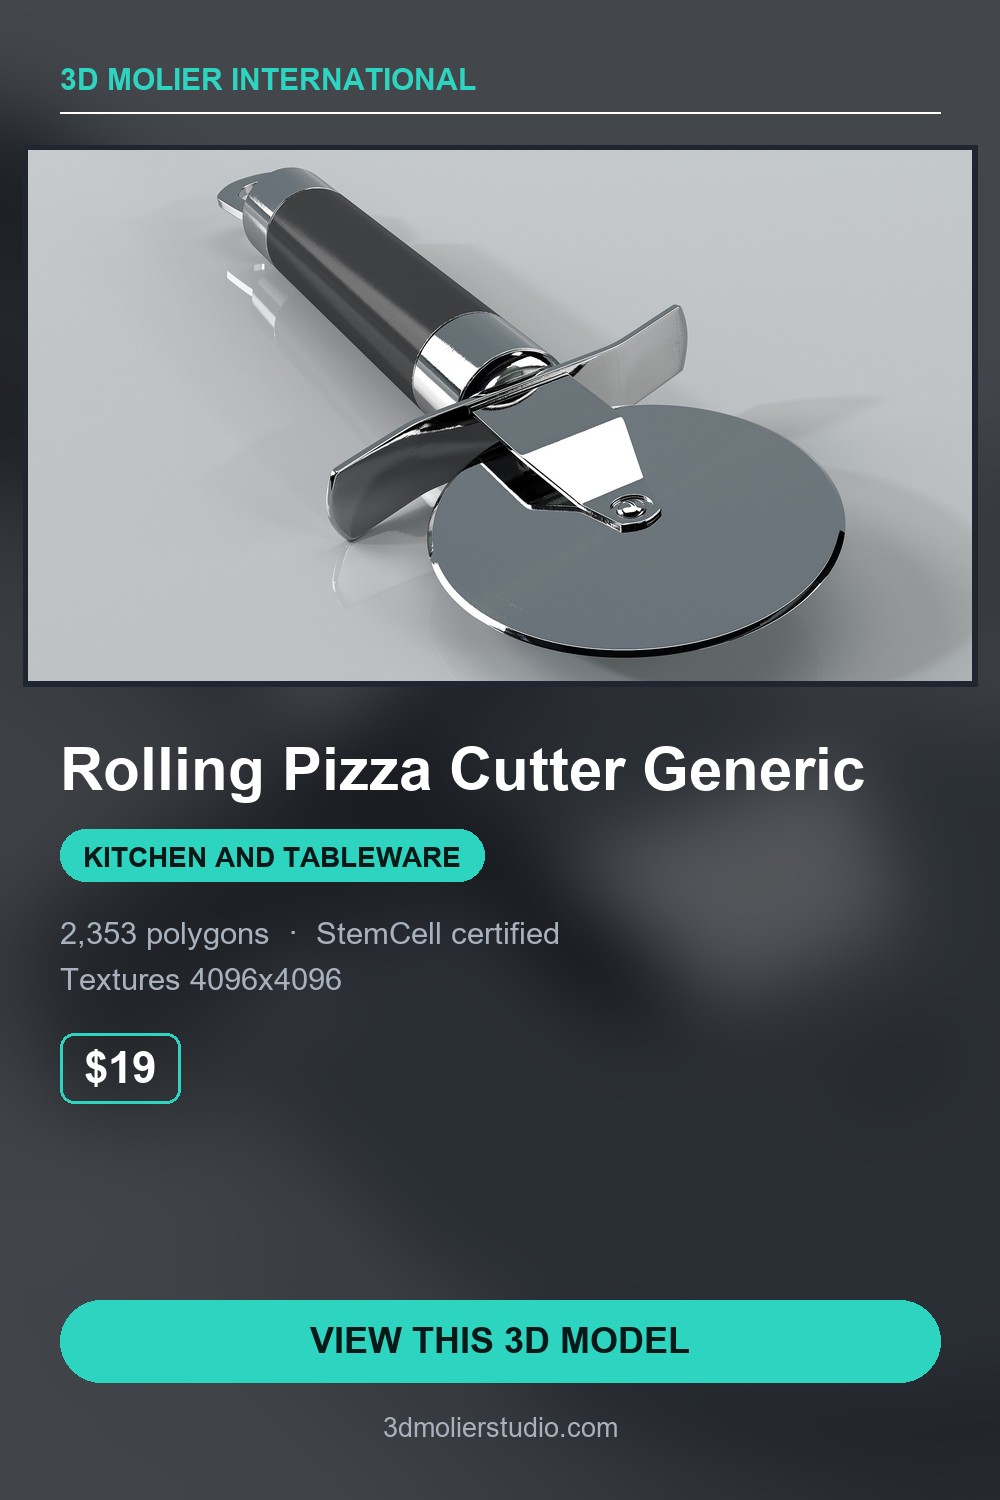 3D MOLIER INTERNATIONAL
Rolling Pizza Cutter Generic
KITCHEN AND TABLEWARE
2,353 polygons · StemCell certified
Textures 4096x4096
$19
VIEW THIS 3D MODEL
3dmolierstudio.com